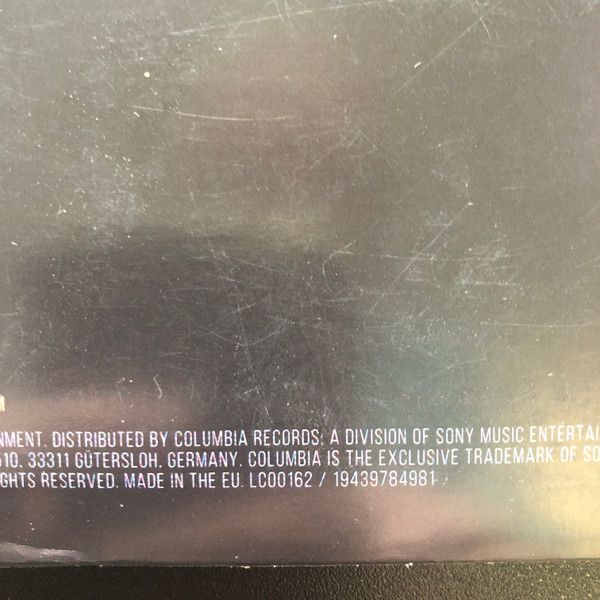 NMENT. DISTRIBUTED BY COLUMBIA RECORDS; A DIVISION OF SONY MUSIC ENTERTAI
510. 33311 GÜTERSLOH, GERMANY. COLUMBIA IS THE EXCLUSIVE TRADEMARK OF SO
GHTS RESERVED. MADE IN THE EU. LC00162 / 19439784981